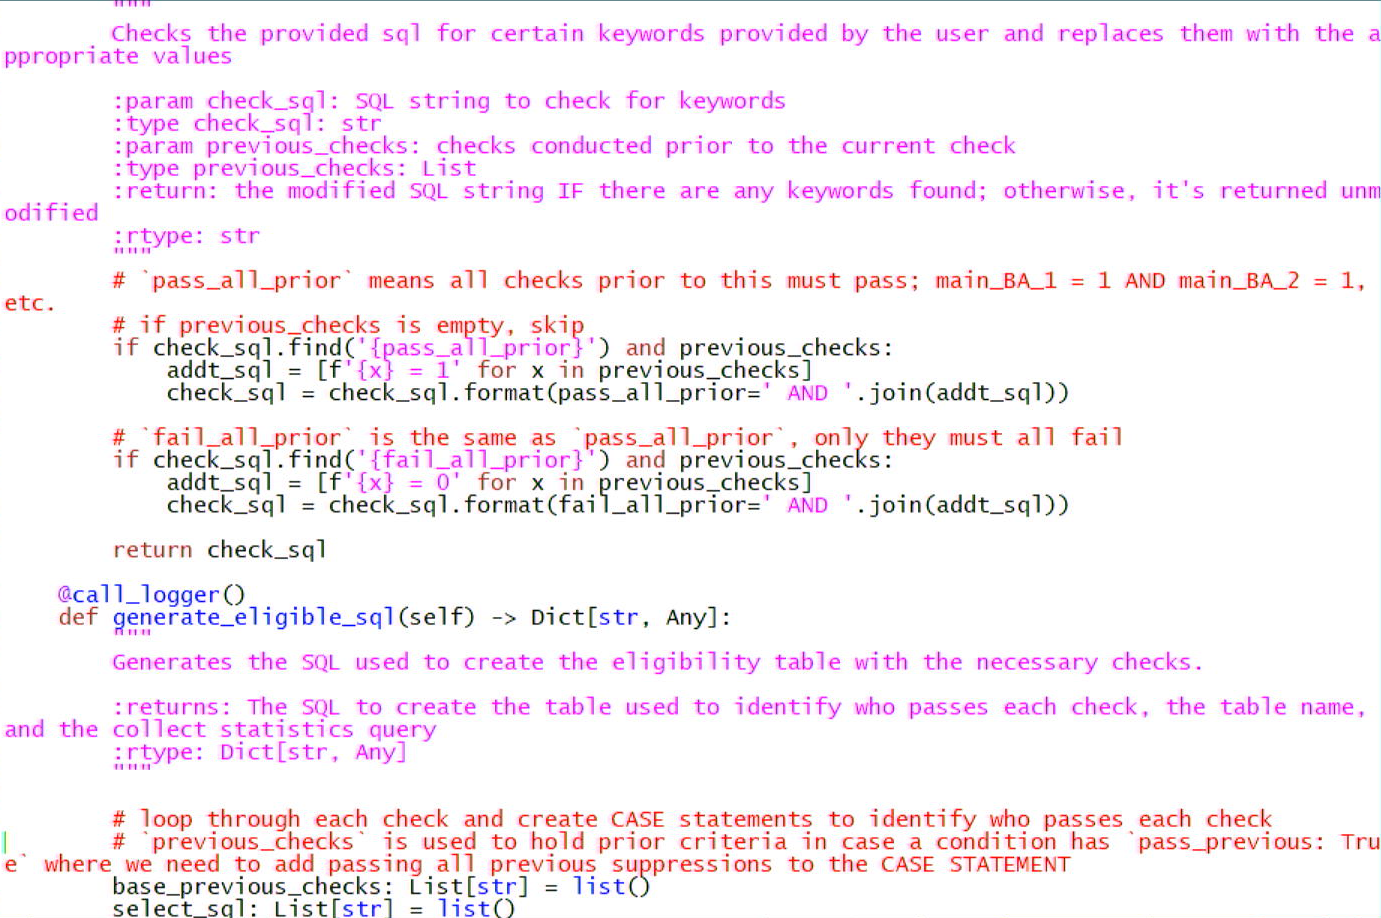 """
Checks the provided sql for certain keywords provided by the user and replaces them with the a
ppropriate values
:param check_sql: SQL string to check for keywords
:type check_sql: str
:param previous_checks: checks conducted prior to the current check
:type previous_checks: List
:return: the modified SQL string IF there are any keywords found; otherwise, it's returned unm
odified
:rtype: str
"""
# `pass_all_prior` means all checks prior to this must pass; main_BA_1 = 1 AND main_BA_2 = 1,
etc.
# if previous_checks is empty, skip
if check_sql.find('{pass_all_prior}') and previous_checks:
addt_sql = [f'{x} = 1' for x in previous_checks]
check_sql = check_sql.format(pass_all_prior=' AND '.join(addt_sql))
# `fail_all_prior` is the same as `pass_all_prior`, only they must all fail
if check_sql.find('{fail_all_prior}') and previous_checks:
addt_sql = [f'{x} = 0' for x in previous_checks]
check_sql = check_sql.format(fail_all_prior=' AND '.join(addt_sql))
return check_sql
@call_logger()
def generate_eligible_sql(self) -> Dict[str, Any]:
"""
Generates the SQL used to create the eligibility table with the necessary checks.
:returns: The SQL to create the table used to identify who passes each check, the table name,
and the collect statistics query
:rtype: Dict[str, Any]
"""
# loop through each check and create CASE statements to identify who passes each check
# `previous_checks` is used to hold prior criteria in case a condition has `pass_previous: Tru
e` where we need to add passing all previous suppressions to the CASE STATEMENT
base_previous_checks: List[str] = list()
select_sql: List[str] = list()